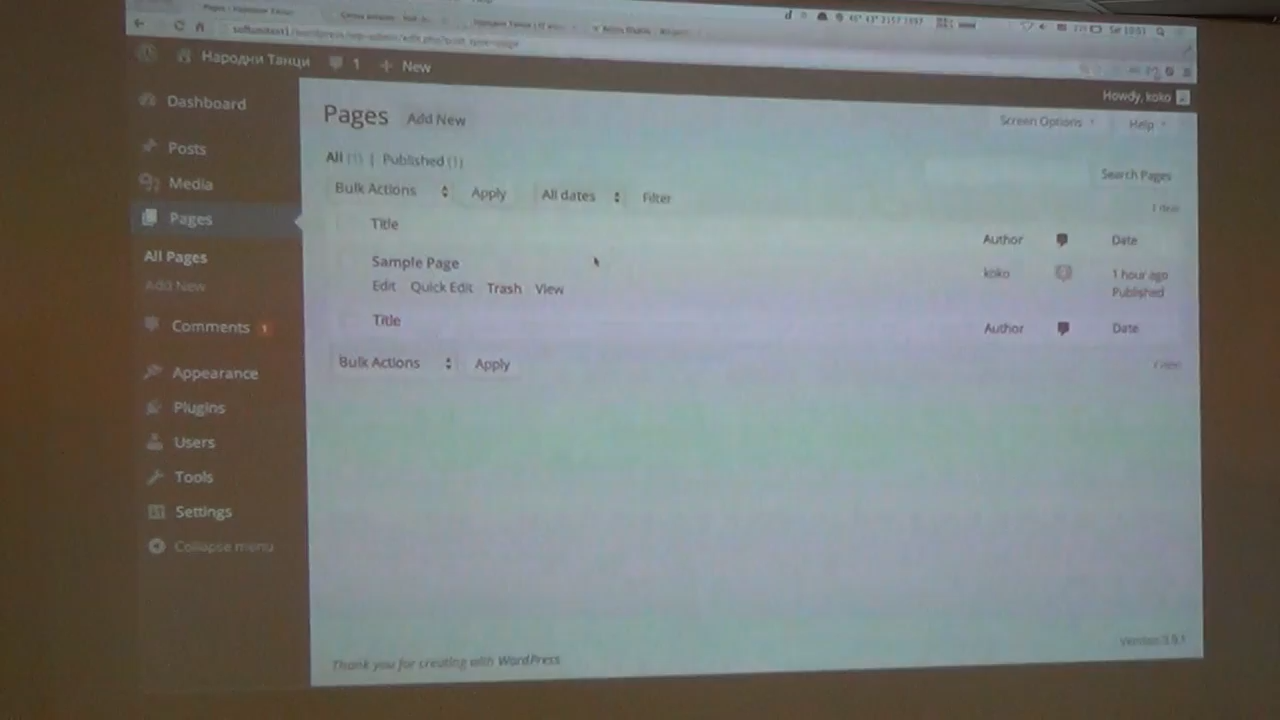 Народни Танци 1 + New
Howdy, koko
Dashboard
Posts
Media
Pages
All Pages
Add New
Comments 1
Appearance
Plugins
Users
Tools
Settings
Collapse menu
Pages Add New
Screen Options Help
All (1) | Published (1)
Search Pages
Bulk Actions Apply All dates Filter
Title Author Date
Sample Page koko 1 hour ago
Edit Quick Edit Trash View Published
Title Author Date
Bulk Actions Apply
Thank you for creating with WordPress